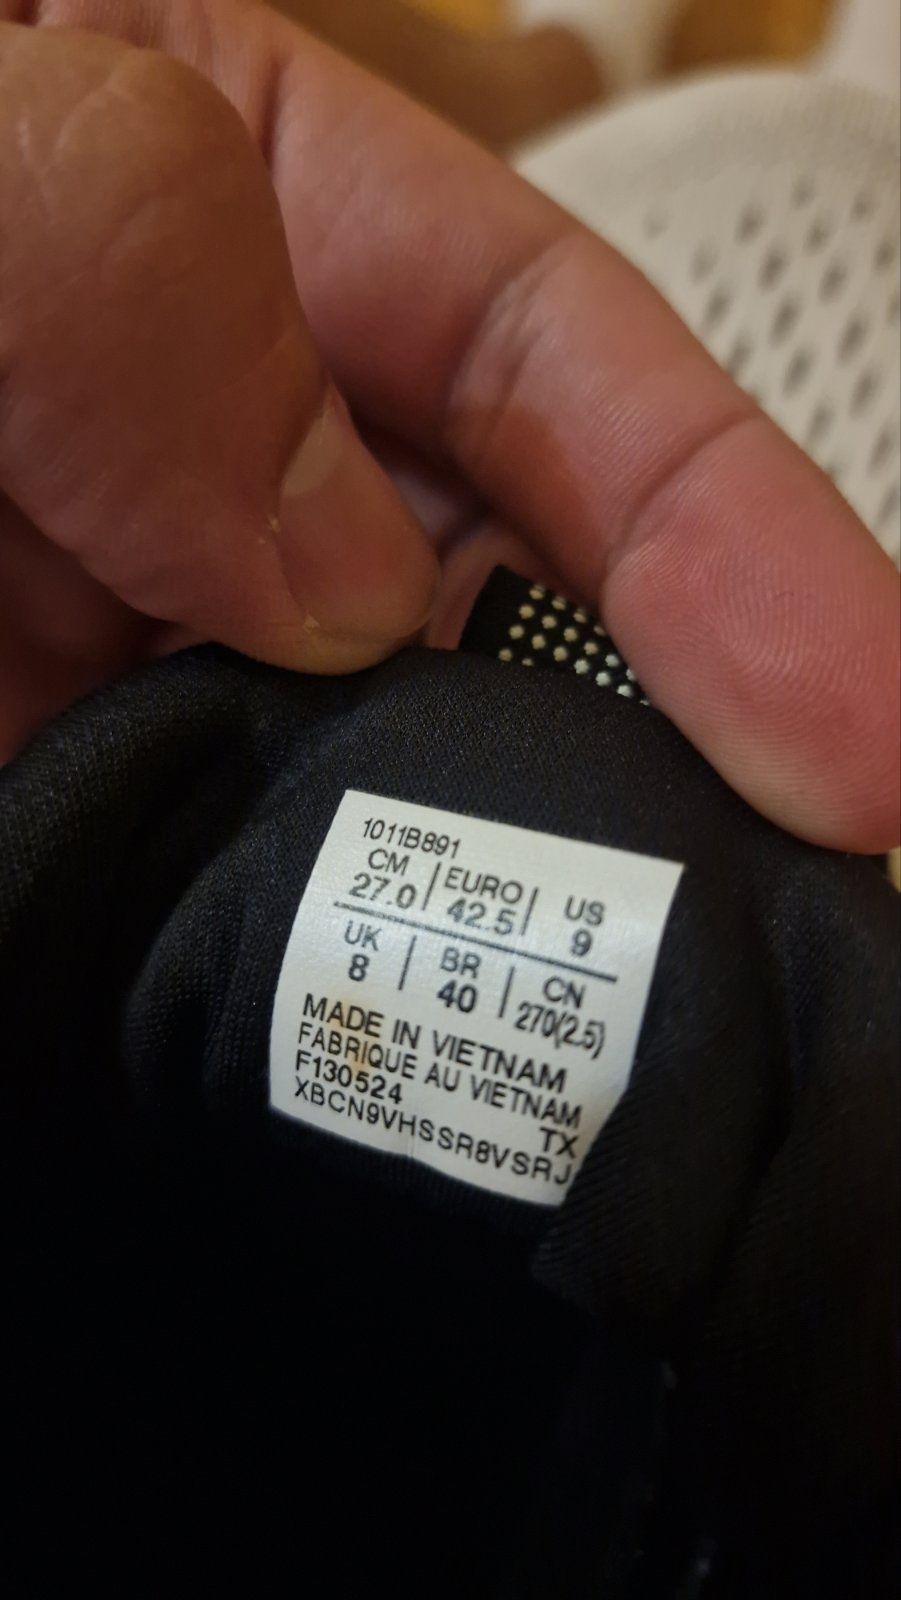 1011B891
CM EURO US
27.0 42.5 9
UK BR CN
8 40 270(2.5)
MADE IN VIETNAM
FABRIQUE AU VIETNAM
F130524 TX
XBCN9VHSSR8VSRJ